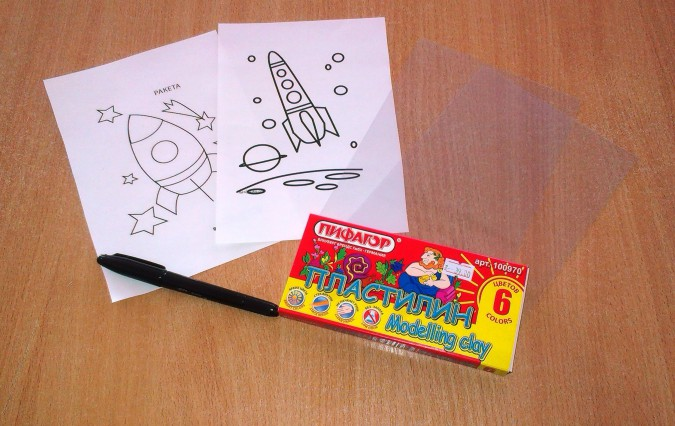 РАКЕТА
ПИФАГОР
арт. 100970
ПЛАСТИЛИН
Modelling clay
ЦВЕТОВ
6
COLORS